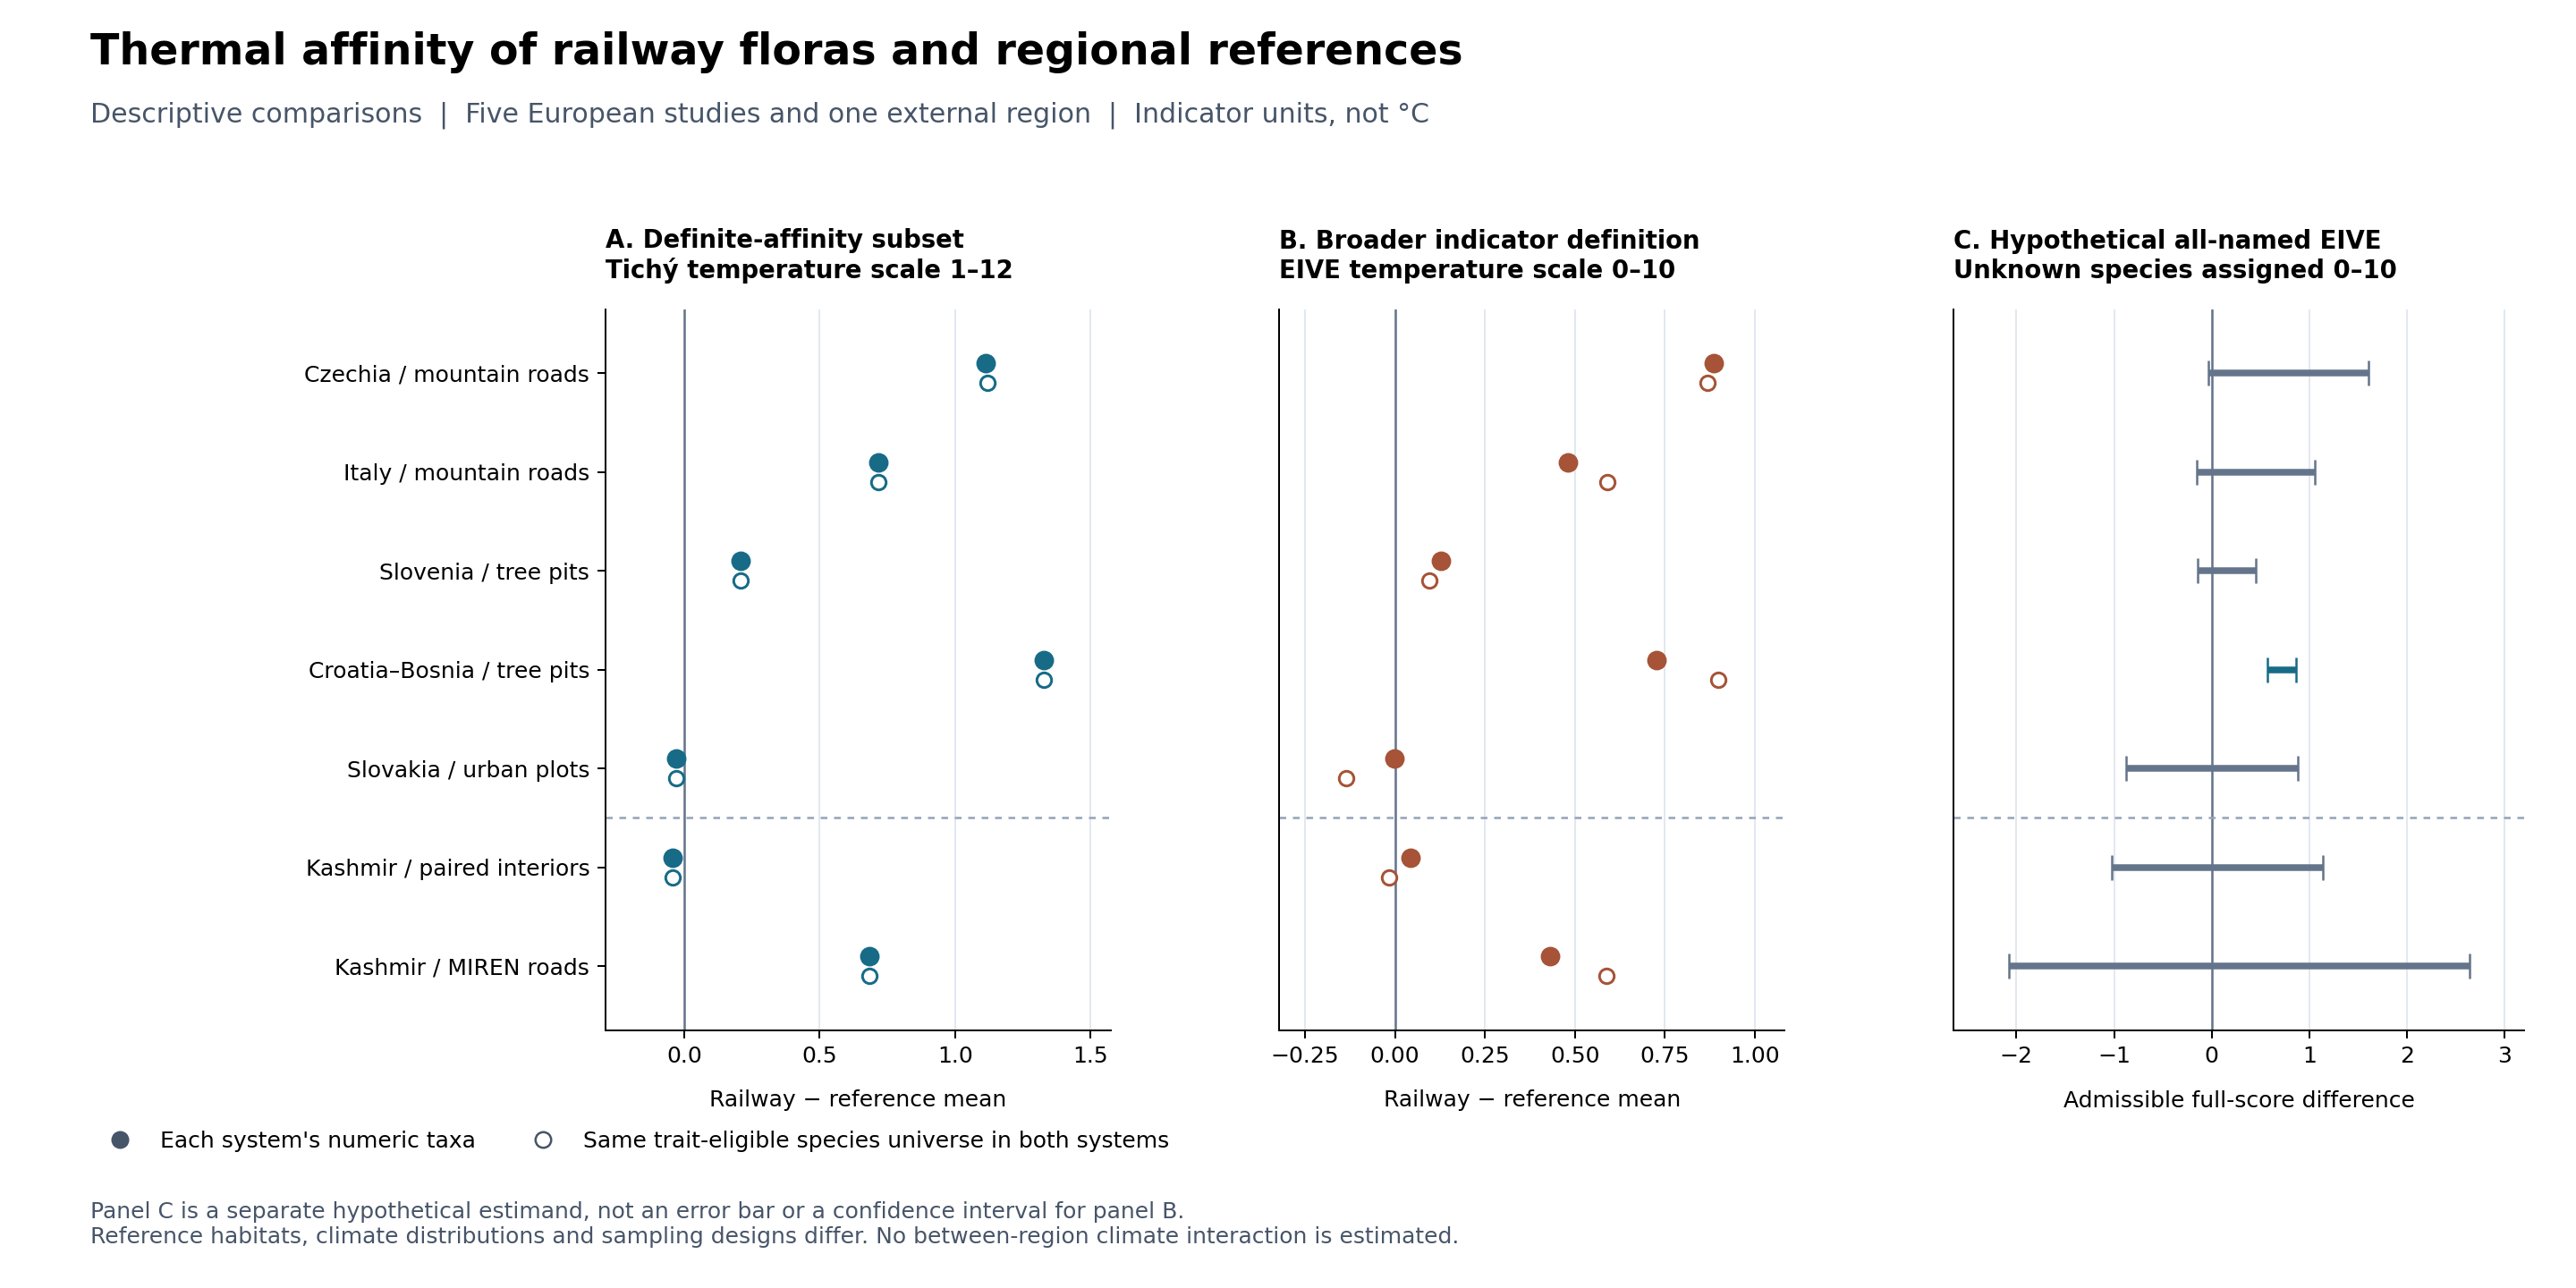 Thermal affinity of railway floras and regional references
Descriptive comparisons | Five European studies and one external region | Indicator units, not °C
A. Definite-affinity subset
Tichý temperature scale 1–12
B. Broader indicator definition
EIVE temperature scale 0–10
C. Hypothetical all-named EIVE
Unknown species assigned 0–10
Czechia / mountain roads
Italy / mountain roads
Slovenia / tree pits
Croatia–Bosnia / tree pits
Slovakia / urban plots
Kashmir / paired interiors
Kashmir / MIREN roads
0.0 0.5 1.0 1.5
Railway − reference mean
−0.25 0.00 0.25 0.50 0.75 1.00
Railway − reference mean
−2 −1 0 1 2 3
Admissible full-score difference
Each system's numeric taxa
Same trait-eligible species universe in both systems
Panel C is a separate hypothetical estimand, not an error bar or a confidence interval for panel B.
Reference habitats, climate distributions and sampling designs differ. No between-region climate interaction is estimated.